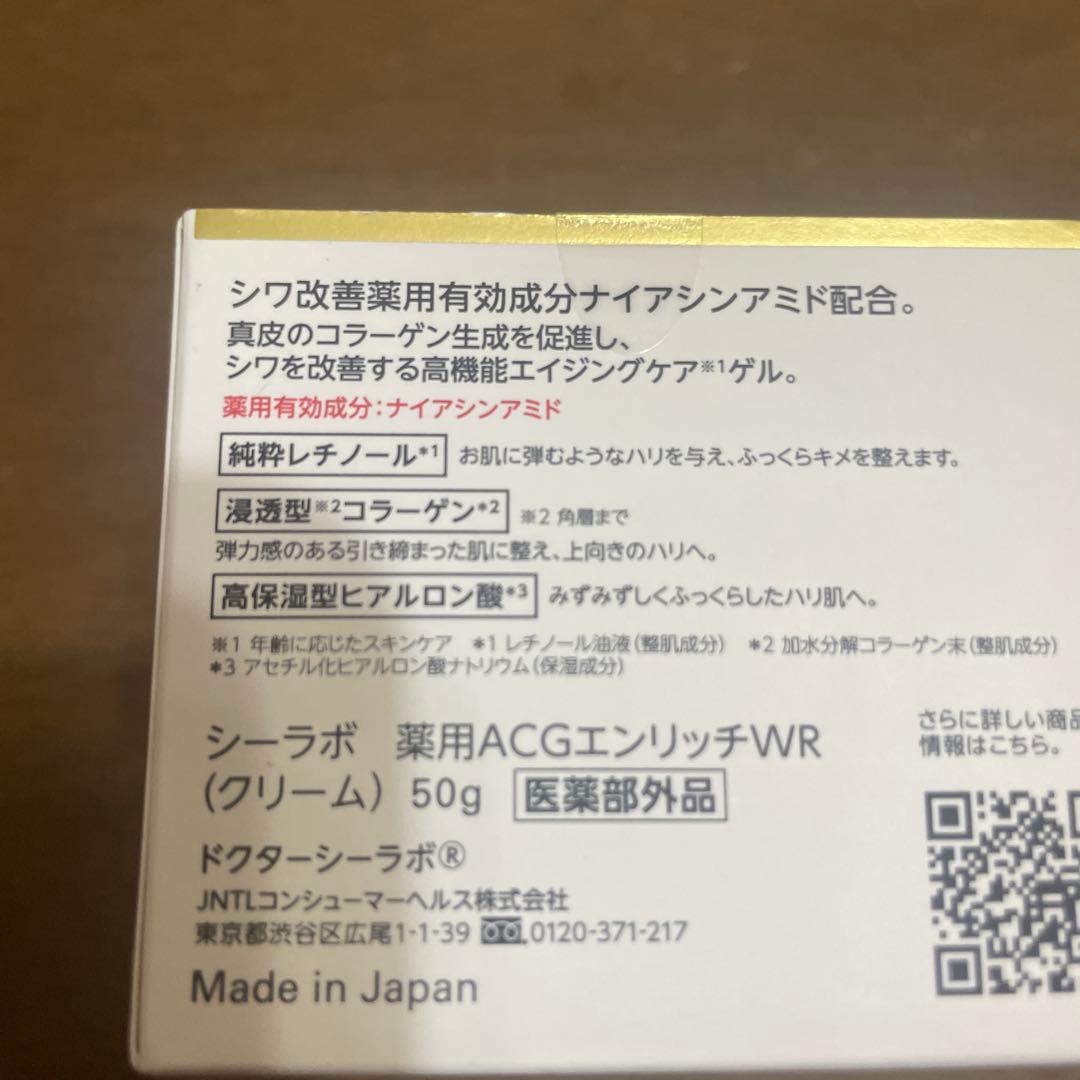 シワ改善薬用有効成分ナイアシンアミド配合。
真皮のコラーゲン生成を促進し、
シワを改善する高機能エイジングケア※1ゲル。
薬用有効成分：ナイアシンアミド
純粋レチノール*1 お肌に弾むようなハリを与え、ふっくらキメを整えます。
浸透型※2コラーゲン*2 ※2 角層まで
弾力感のある引き締まった肌に整え、上向きのハリへ。
高保湿型ヒアルロン酸*3 みずみずしくふっくらしたハリ肌へ。
※1 年齢に応じたスキンケア *1 レチノール油液（整肌成分） *2 加水分解コラーゲン末（整肌成分）
*3 アセチル化ヒアルロン酸ナトリウム（保湿成分）
シーラボ 薬用ACGエンリッチWR
（クリーム） 50g 医薬部外品
さらに詳しい商品
情報はこちら。
ドクターシーラボ®
JNTLコンシューマーヘルス株式会社
東京都渋谷区広尾1-1-39 0120-371-217
Made in Japan